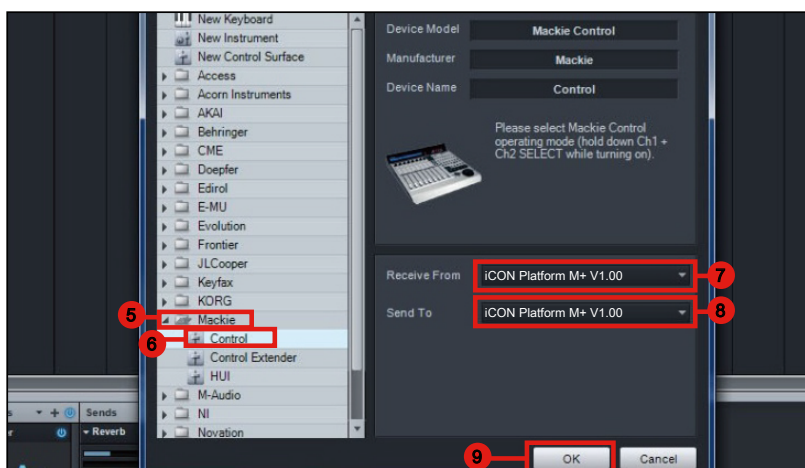 New Keyboard
New Instrument
New Control Surface
Access
Acorn Instruments
AKAI
Behringer
CME
Doepfer
Edirol
E-MU
Evolution
Frontier
JLCooper
Keyfax
KORG
5
Mackie
6
Control
Control Extender
HUI
M-Audio
NI
Novation
Device Model
Mackie Control
Manufacturer
Mackie
Device Name
Control
Please select Mackie Control
operating mode (hold down Ch1 +
Ch2 SELECT while turning on).
Receive From
iCON Platform M+ V1.00
7
Send To
iCON Platform M+ V1.00
8
9
OK
Cancel
Sends
Reverb